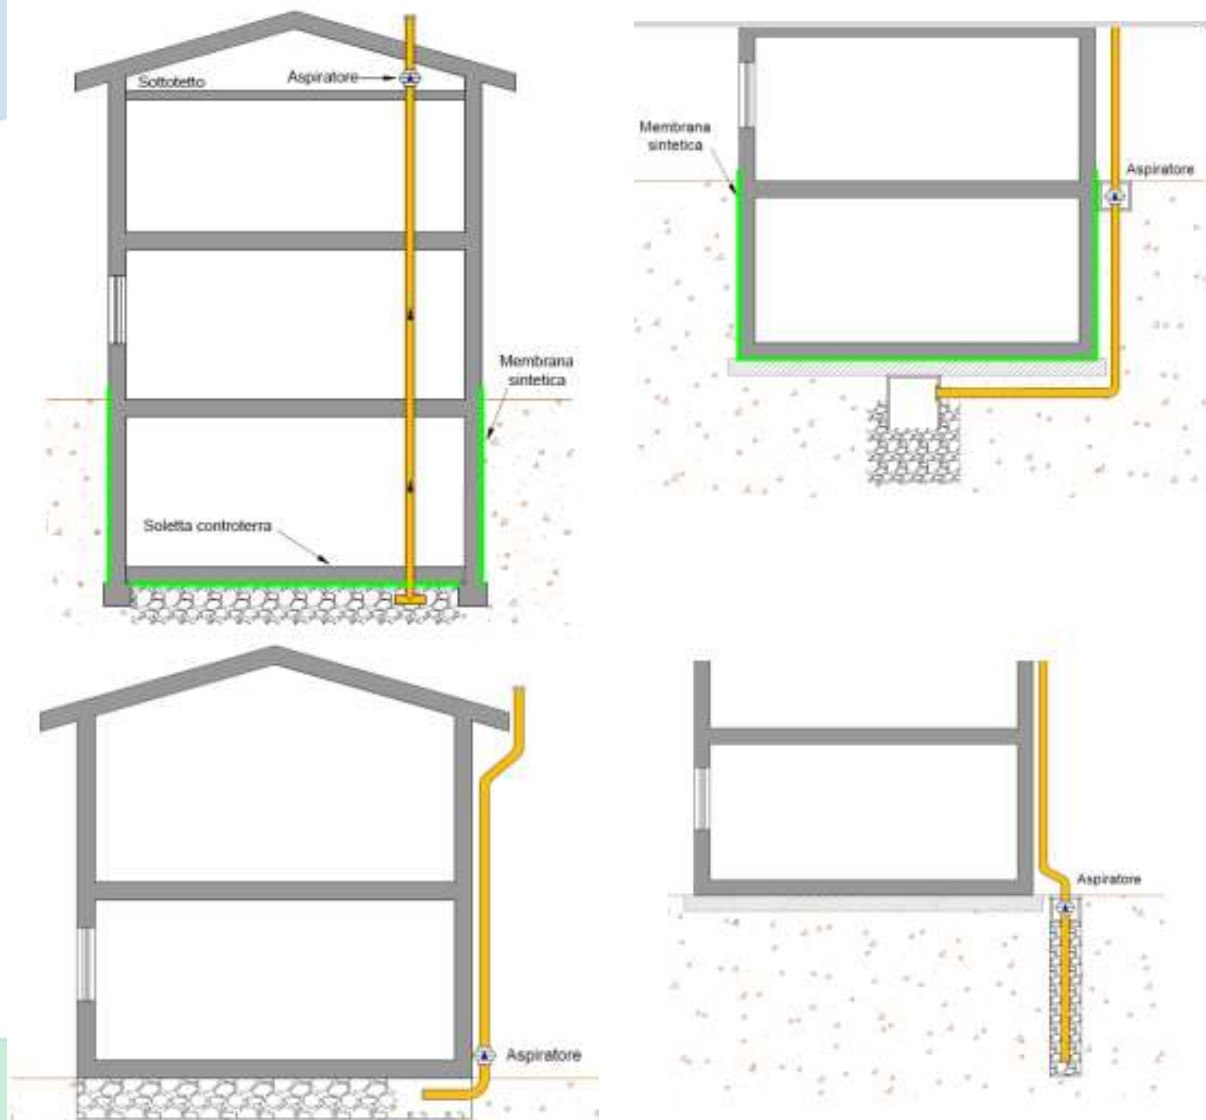 Sottotetto
Aspiratore
Membrana
sintetica
Soletta controterra
Membrana
sintetica
Aspiratore
Aspiratore
Aspiratore